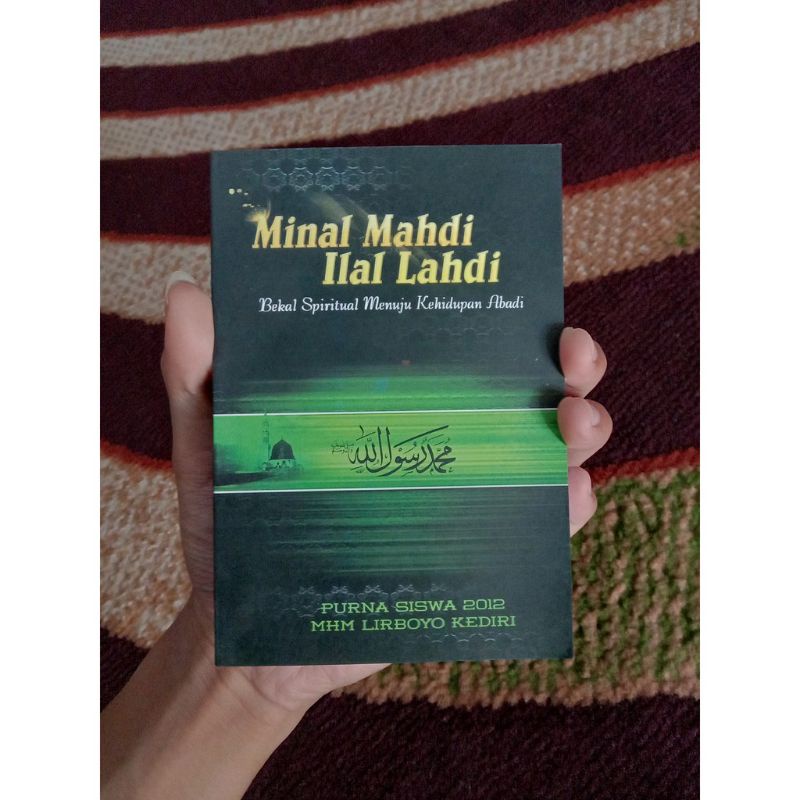 Minal Mahdi
Ilal Lahdi
Bekal Spiritual Menuju Kehidupan Abadi
محمد رسول الله
PURNA SISWA 2012
MHM LIRBOYO KEDIRI